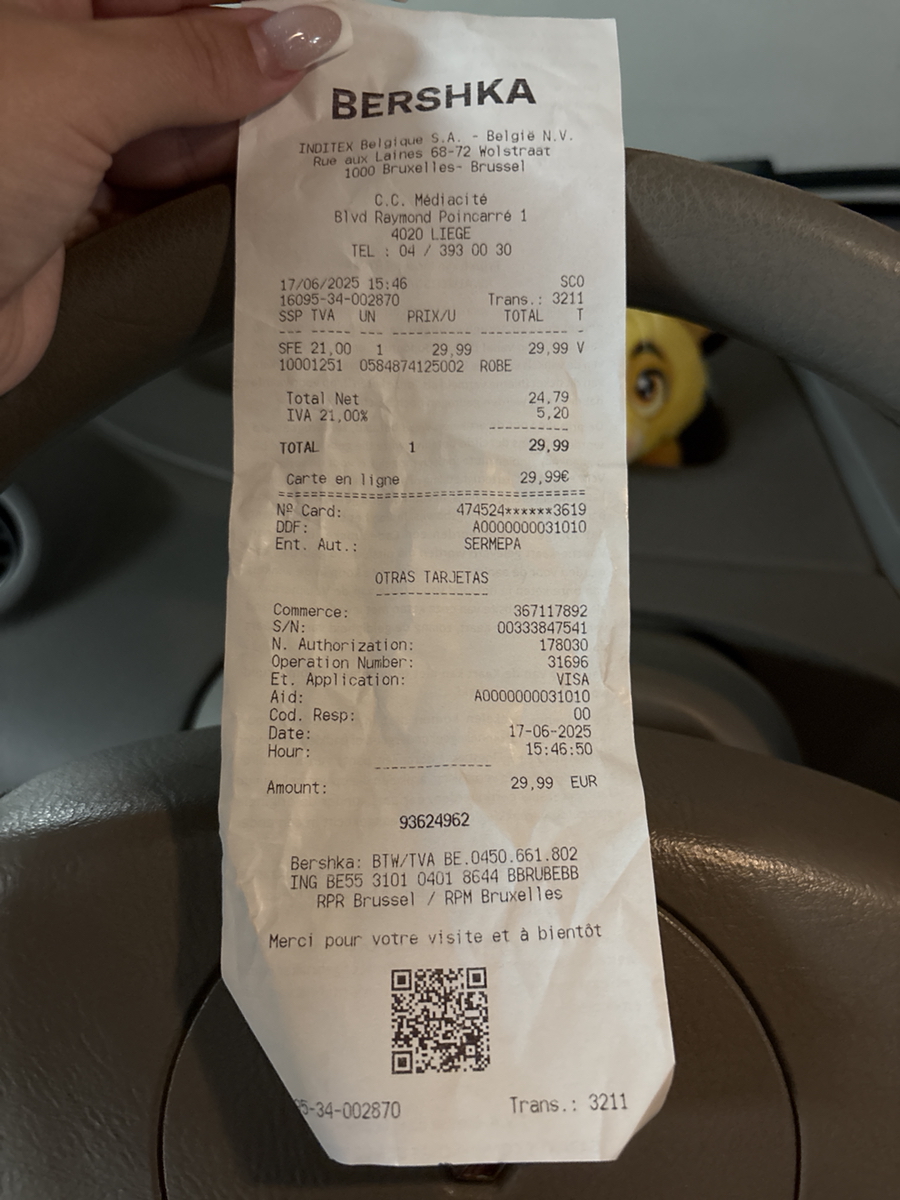 BERSHKA
INDITEX Belgique S.A. - België N.V.
Rue aux Laines 68-72 Wolstraat
1000 Bruxelles- Brussel
C.C. Médiacité
Blvd Raymond Poincarré 1
4020 LIEGE
TEL : 04 / 393 00 30
17/06/2025 15:46 SCO
16095-34-002870 Trans.: 3211
SSP TVA UN PRIX/U TOTAL T
--- ----- --- -------- ---------- -
SFE 21,00 1 29,99 29,99 V
10001251 0584874125002 ROBE
Total Net 24,79
IVA 21,00% 5,20
----------
TOTAL 1 29,99
Carte en ligne 29,99€
======================================
Nº Card: 474524******3619
DDF: A0000000031010
Ent. Aut.: SERMEPA
OTRAS TARJETAS
--------------
Commerce: 367117892
S/N: 00333847541
N. Authorization: 178030
Operation Number: 31696
Et. Application: VISA
Aid: A0000000031010
Cod. Resp: 00
Date: 17-06-2025
Hour: 15:46:50
--------------
Amount: 29,99 EUR
93624962
Bershka: BTW/TVA BE.0450.661.802
ING BE55 3101 0401 8644 BBRUBEBB
RPR Brussel / RPM Bruxelles
Merci pour votre visite et à bientôt
5-34-002870 Trans.: 3211